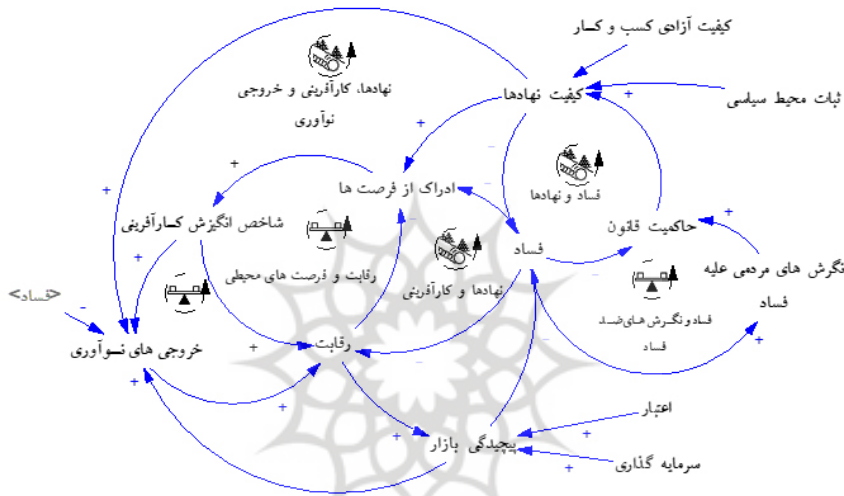 کیفیت آزادی کسب و کار
نهادها، کارآفرینی و خروجی
نوآوری
کیفیت نهادها
ثبات محیط سیاسی
ادراک از فرصت ها
فساد و نهادها
شاخص انگیزش کارآفرینی
حاکمیت قانون
فساد
رقابت و فرصت های محیطی
نهادها و کارآفرینی
نگرش های مردمی علیه
فساد
<فساد>
فساد و نگرش های ضد
فساد
خروجی های نوآوری
رقابت
اعتبار
پیچیدگی بازار
سرمایه گذاری